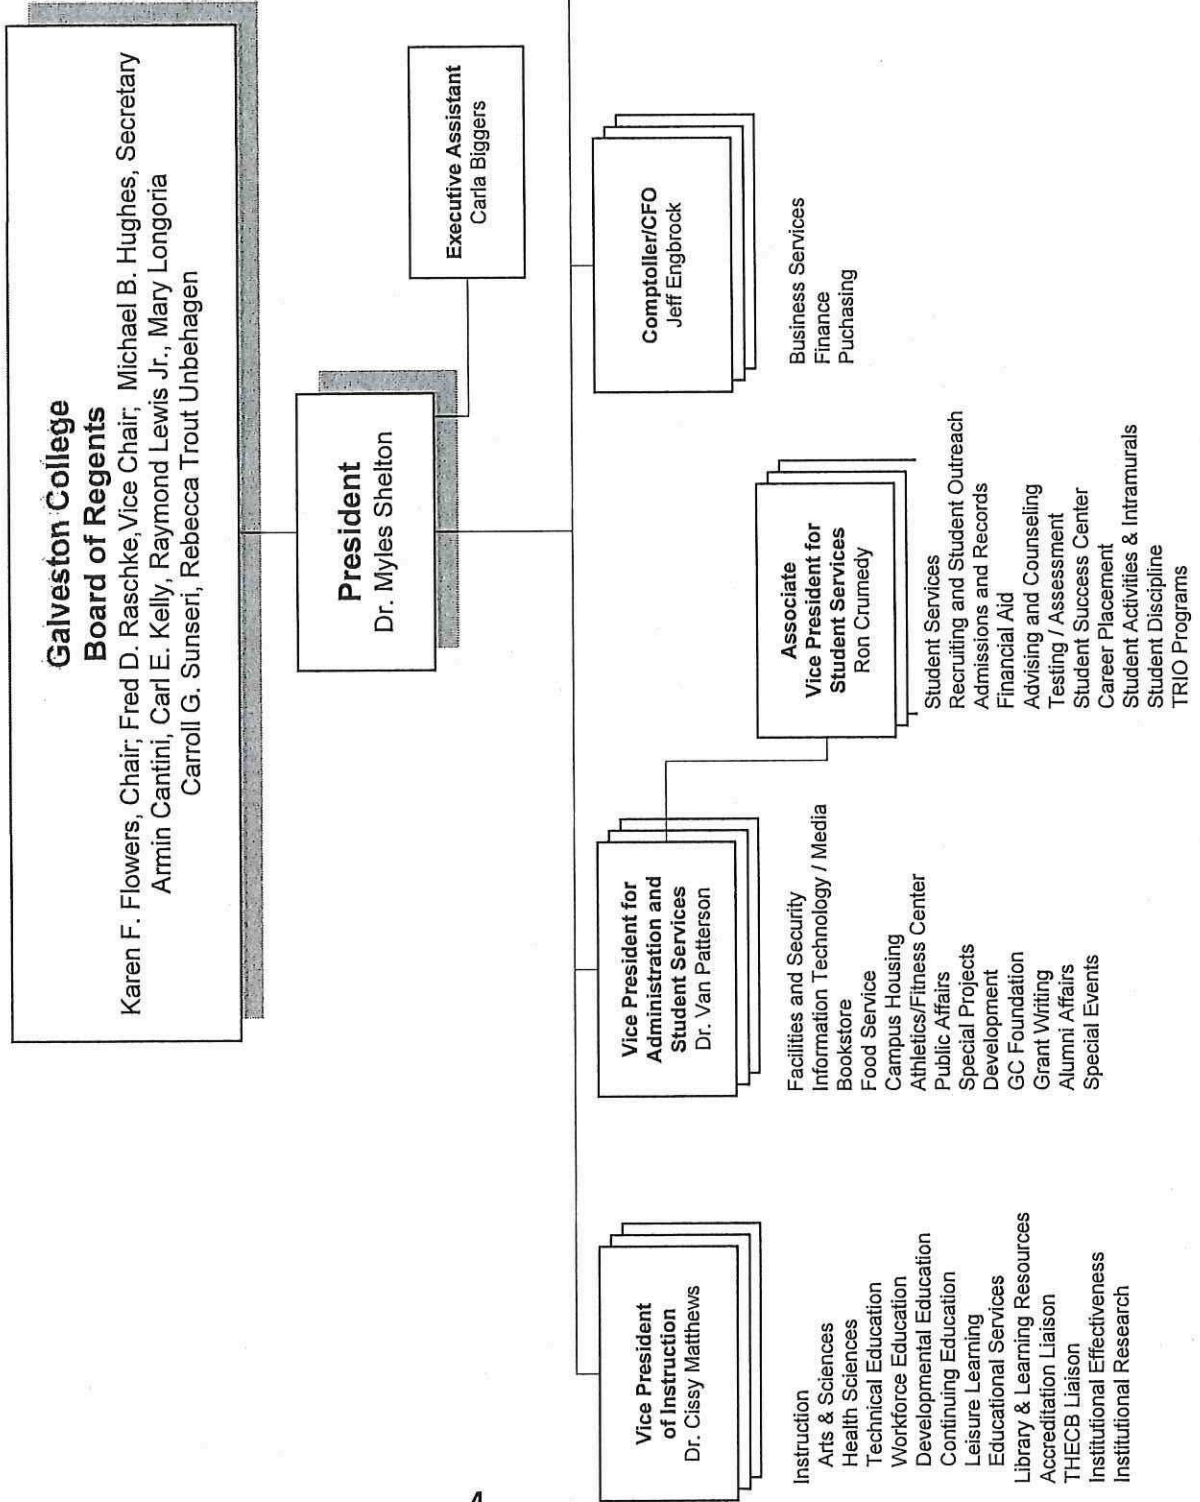 Galveston College
Board of Regents
Karen F. Flowers, Chair; Fred D. Raschke, Vice Chair; Michael B. Hughes, Secretary
Armin Cantini, Carl E. Kelly, Raymond Lewis Jr., Mary Longoria
Carroll G. Sunseri, Rebecca Trout Unbehagen
President
Dr. Myles Shelton
Executive Assistant
Carla Biggers
Vice President
of Instruction
Dr. Cissy Matthews
Instruction
Arts & Sciences
Health Sciences
Technical Education
Workforce Education
Developmental Education
Continuing Education
Leisure Learning
Educational Services
Library & Learning Resources
Accreditation Liaison
THECB Liaison
Institutional Effectiveness
Institutional Research
Vice President for
Administration and
Student Services
Dr. Van Patterson
Facilities and Security
Information Technology / Media
Bookstore
Food Service
Campus Housing
Athletics/Fitness Center
Public Affairs
Special Projects
Development
GC Foundation
Grant Writing
Alumni Affairs
Special Events
Associate
Vice President for
Student Services
Ron Crumedy
Student Services
Recruiting and Student Outreach
Admissions and Records
Financial Aid
Advising and Counseling
Testing / Assessment
Student Success Center
Career Placement
Student Activities & Intramurals
Student Discipline
TRIO Programs
Comptoller/CFO
Jeff Engbrock
Business Services
Finance
Puchasing